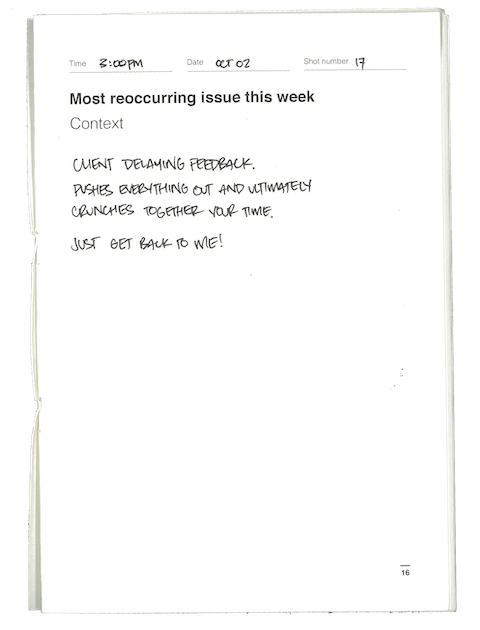 Time 3:00PM Date OCT 02 Shot number 17
Most reoccurring issue this week
Context
CLIENT DELAYING FEEDBACK.
PUSHES EVERYTHING OUT AND ULTIMATELY
CRUNCHES TOGETHER YOUR TIME.
JUST GET BACK TO ME!
16